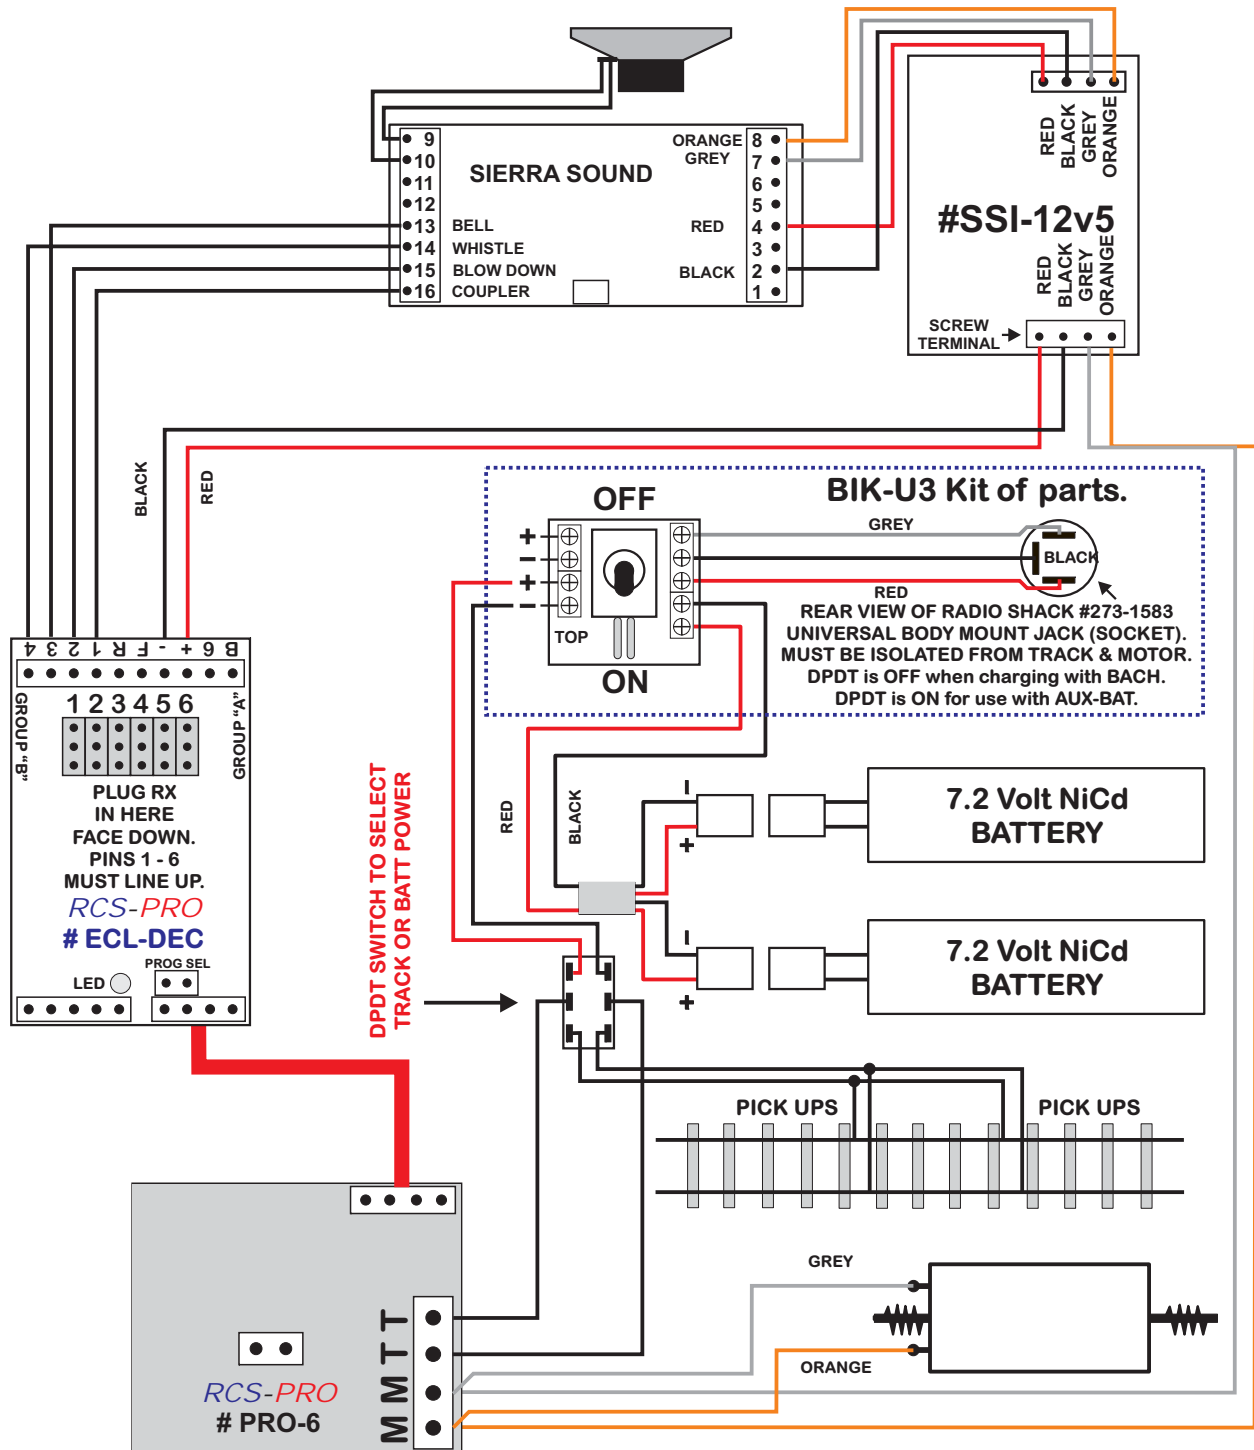 9
10
11
12
13 BELL
14 WHISTLE
15 BLOW DOWN
16 COUPLER
SIERRA SOUND
ORANGE 8
GREY 7
6
5
RED 4
3
BLACK 2
1
RED
BLACK
GREY
ORANGE
#SSI-12v5
RED
BLACK
GREY
ORANGE
SCREW
TERMINAL
BLACK
RED
BIK-U3 Kit of parts.
OFF
+
-
+
-
TOP
ON
GREY
BLACK
RED
REAR VIEW OF RADIO SHACK #273-1583
UNIVERSAL BODY MOUNT JACK (SOCKET).
MUST BE ISOLATED FROM TRACK & MOTOR.
DPDT is OFF when charging with BACH.
DPDT is ON for use with AUX-BAT.
4 3 2 1 R F - + 6 B
GROUP "B"
GROUP "A"
1 2 3 4 5 6
PLUG RX
IN HERE
FACE DOWN.
PINS 1 - 6
MUST LINE UP.
RCS-PRO
# ECL-DEC
PROG SEL
LED
DPDT SWITCH TO SELECT
TRACK OR BATT POWER
RED
BLACK
-
+
7.2 Volt NiCd
BATTERY
-
+
7.2 Volt NiCd
BATTERY
PICK UPS
PICK UPS
GREY
ORANGE
M M T T
RCS-PRO
# PRO-6